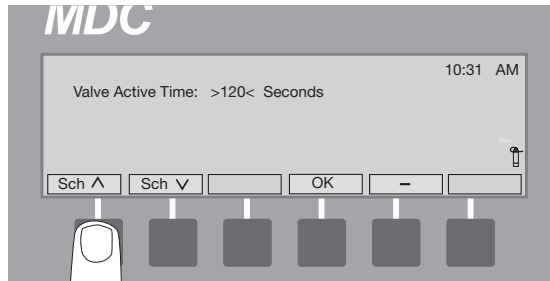 MDC
10:31 AM
Valve Active Time: >120< Seconds
Sch ∧ Sch ∨ OK –